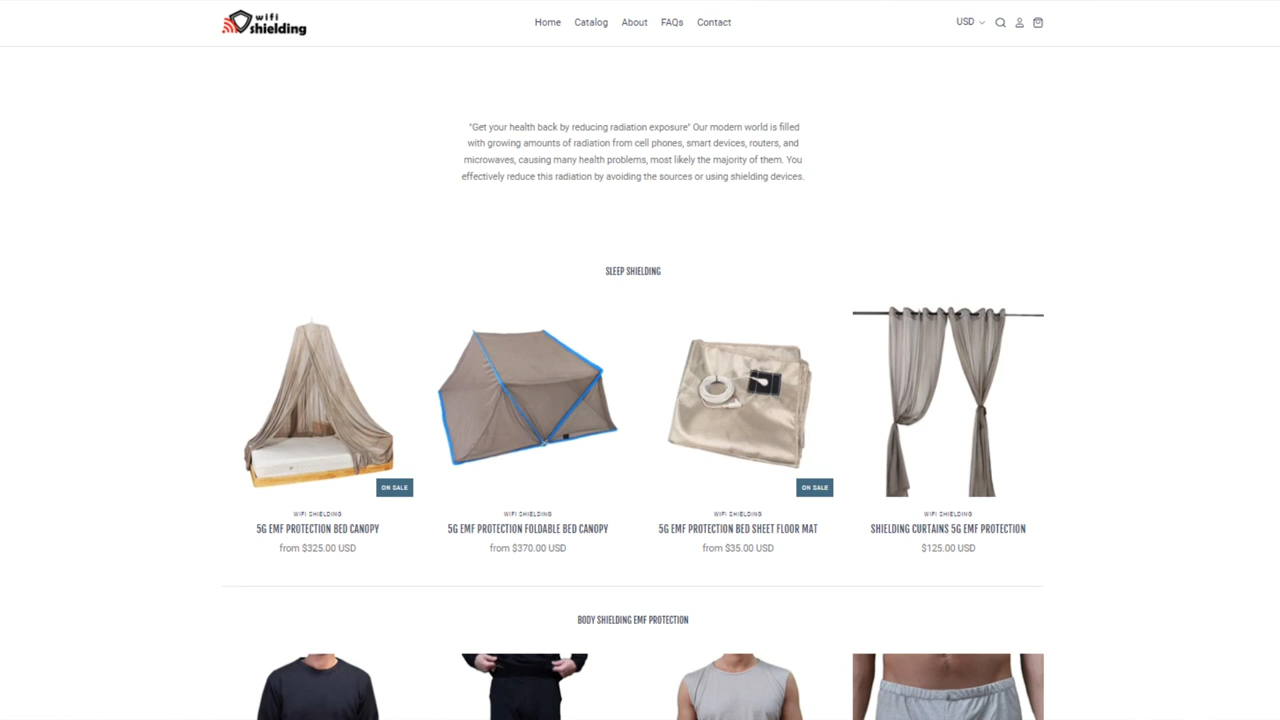 wifi
shielding
Home Catalog About FAQs Contact
USD
"Get your health back by reducing radiation exposure" Our modern world is filled
with growing amounts of radiation from cell phones, smart devices, routers, and
microwaves, causing many health problems, most likely the majority of them. You
effectively reduce this radiation by avoiding the sources or using shielding devices.
SLEEP SHIELDING
ON SALE
ON SALE
WIFI SHIELDING WIFI SHIELDING WIFI SHIELDING WIFI SHIELDING
5G EMF PROTECTION BED CANOPY 5G EMF PROTECTION FOLDABLE BED CANOPY 5G EMF PROTECTION BED SHEET FLOOR MAT SHIELDING CURTAINS 5G EMF PROTECTION
from $325.00 USD from $370.00 USD from $35.00 USD $125.00 USD
BODY SHIELDING EMF PROTECTION